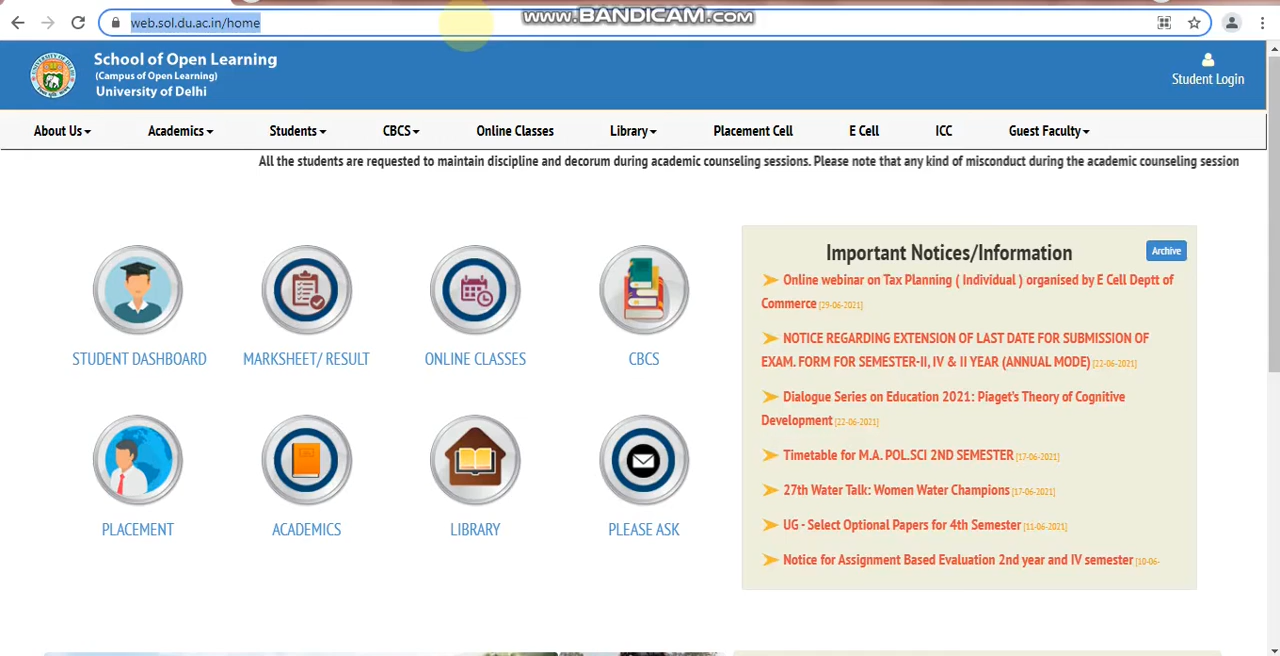 www.BANDICAM.com
web.sol.du.ac.in/home
School of Open Learning
(Campus of Open Learning)
University of Delhi
Student Login
About Us
Academics
Students
CBCS
Online Classes
Library
Placement Cell
E Cell
ICC
Guest Faculty
All the students are requested to maintain discipline and decorum during academic counseling sessions. Please note that any kind of misconduct during the academic counseling session
STUDENT DASHBOARD
MARKSHEET/ RESULT
ONLINE CLASSES
CBCS
PLACEMENT
ACADEMICS
LIBRARY
PLEASE ASK
Important Notices/Information
Archive
Online webinar on Tax Planning ( Individual ) organised by E Cell Deptt of
Commerce [29-06-2021]
NOTICE REGARDING EXTENSION OF LAST DATE FOR SUBMISSION OF
EXAM. FORM FOR SEMESTER-II, IV & II YEAR (ANNUAL MODE) [22-06-2021]
Dialogue Series on Education 2021: Piaget's Theory of Cognitive
Development [22-06-2021]
Timetable for M.A. POL.SCI 2ND SEMESTER [17-06-2021]
27th Water Talk: Women Water Champions [17-06-2021]
UG - Select Optional Papers for 4th Semester [11-06-2021]
Notice for Assignment Based Evaluation 2nd year and IV semester [10-06-